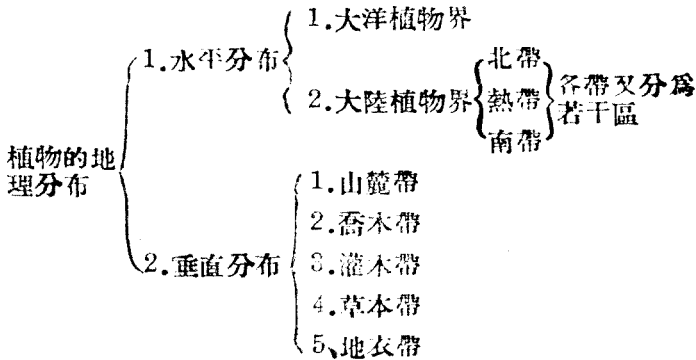 植物的地
理分布
1.水平分布
1.大洋植物界
2.大陸植物界
北帶
熱帶
南帶
各帶又分爲
若干區
2.垂直分布
1.山麓帶
2.喬木帶
3.灌木帶
4.草本帶
5、地衣帶